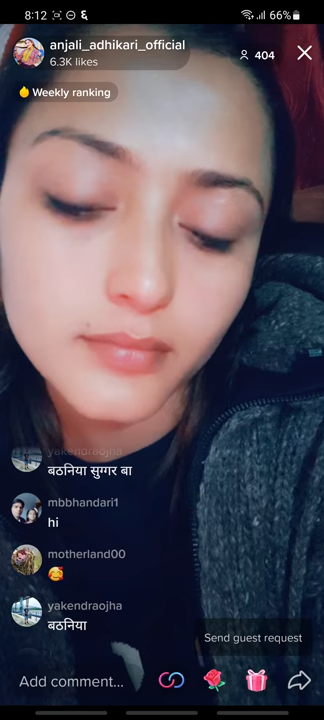 8:12
66%
anjali_adhikari_official
6.3K likes
404
Weekly ranking
yakendraojha
बठनिया सुग्गर बा
mbbhandari1
hi
motherland00
🥰
yakendraojha
बठनिया
Send guest request
Add comment...